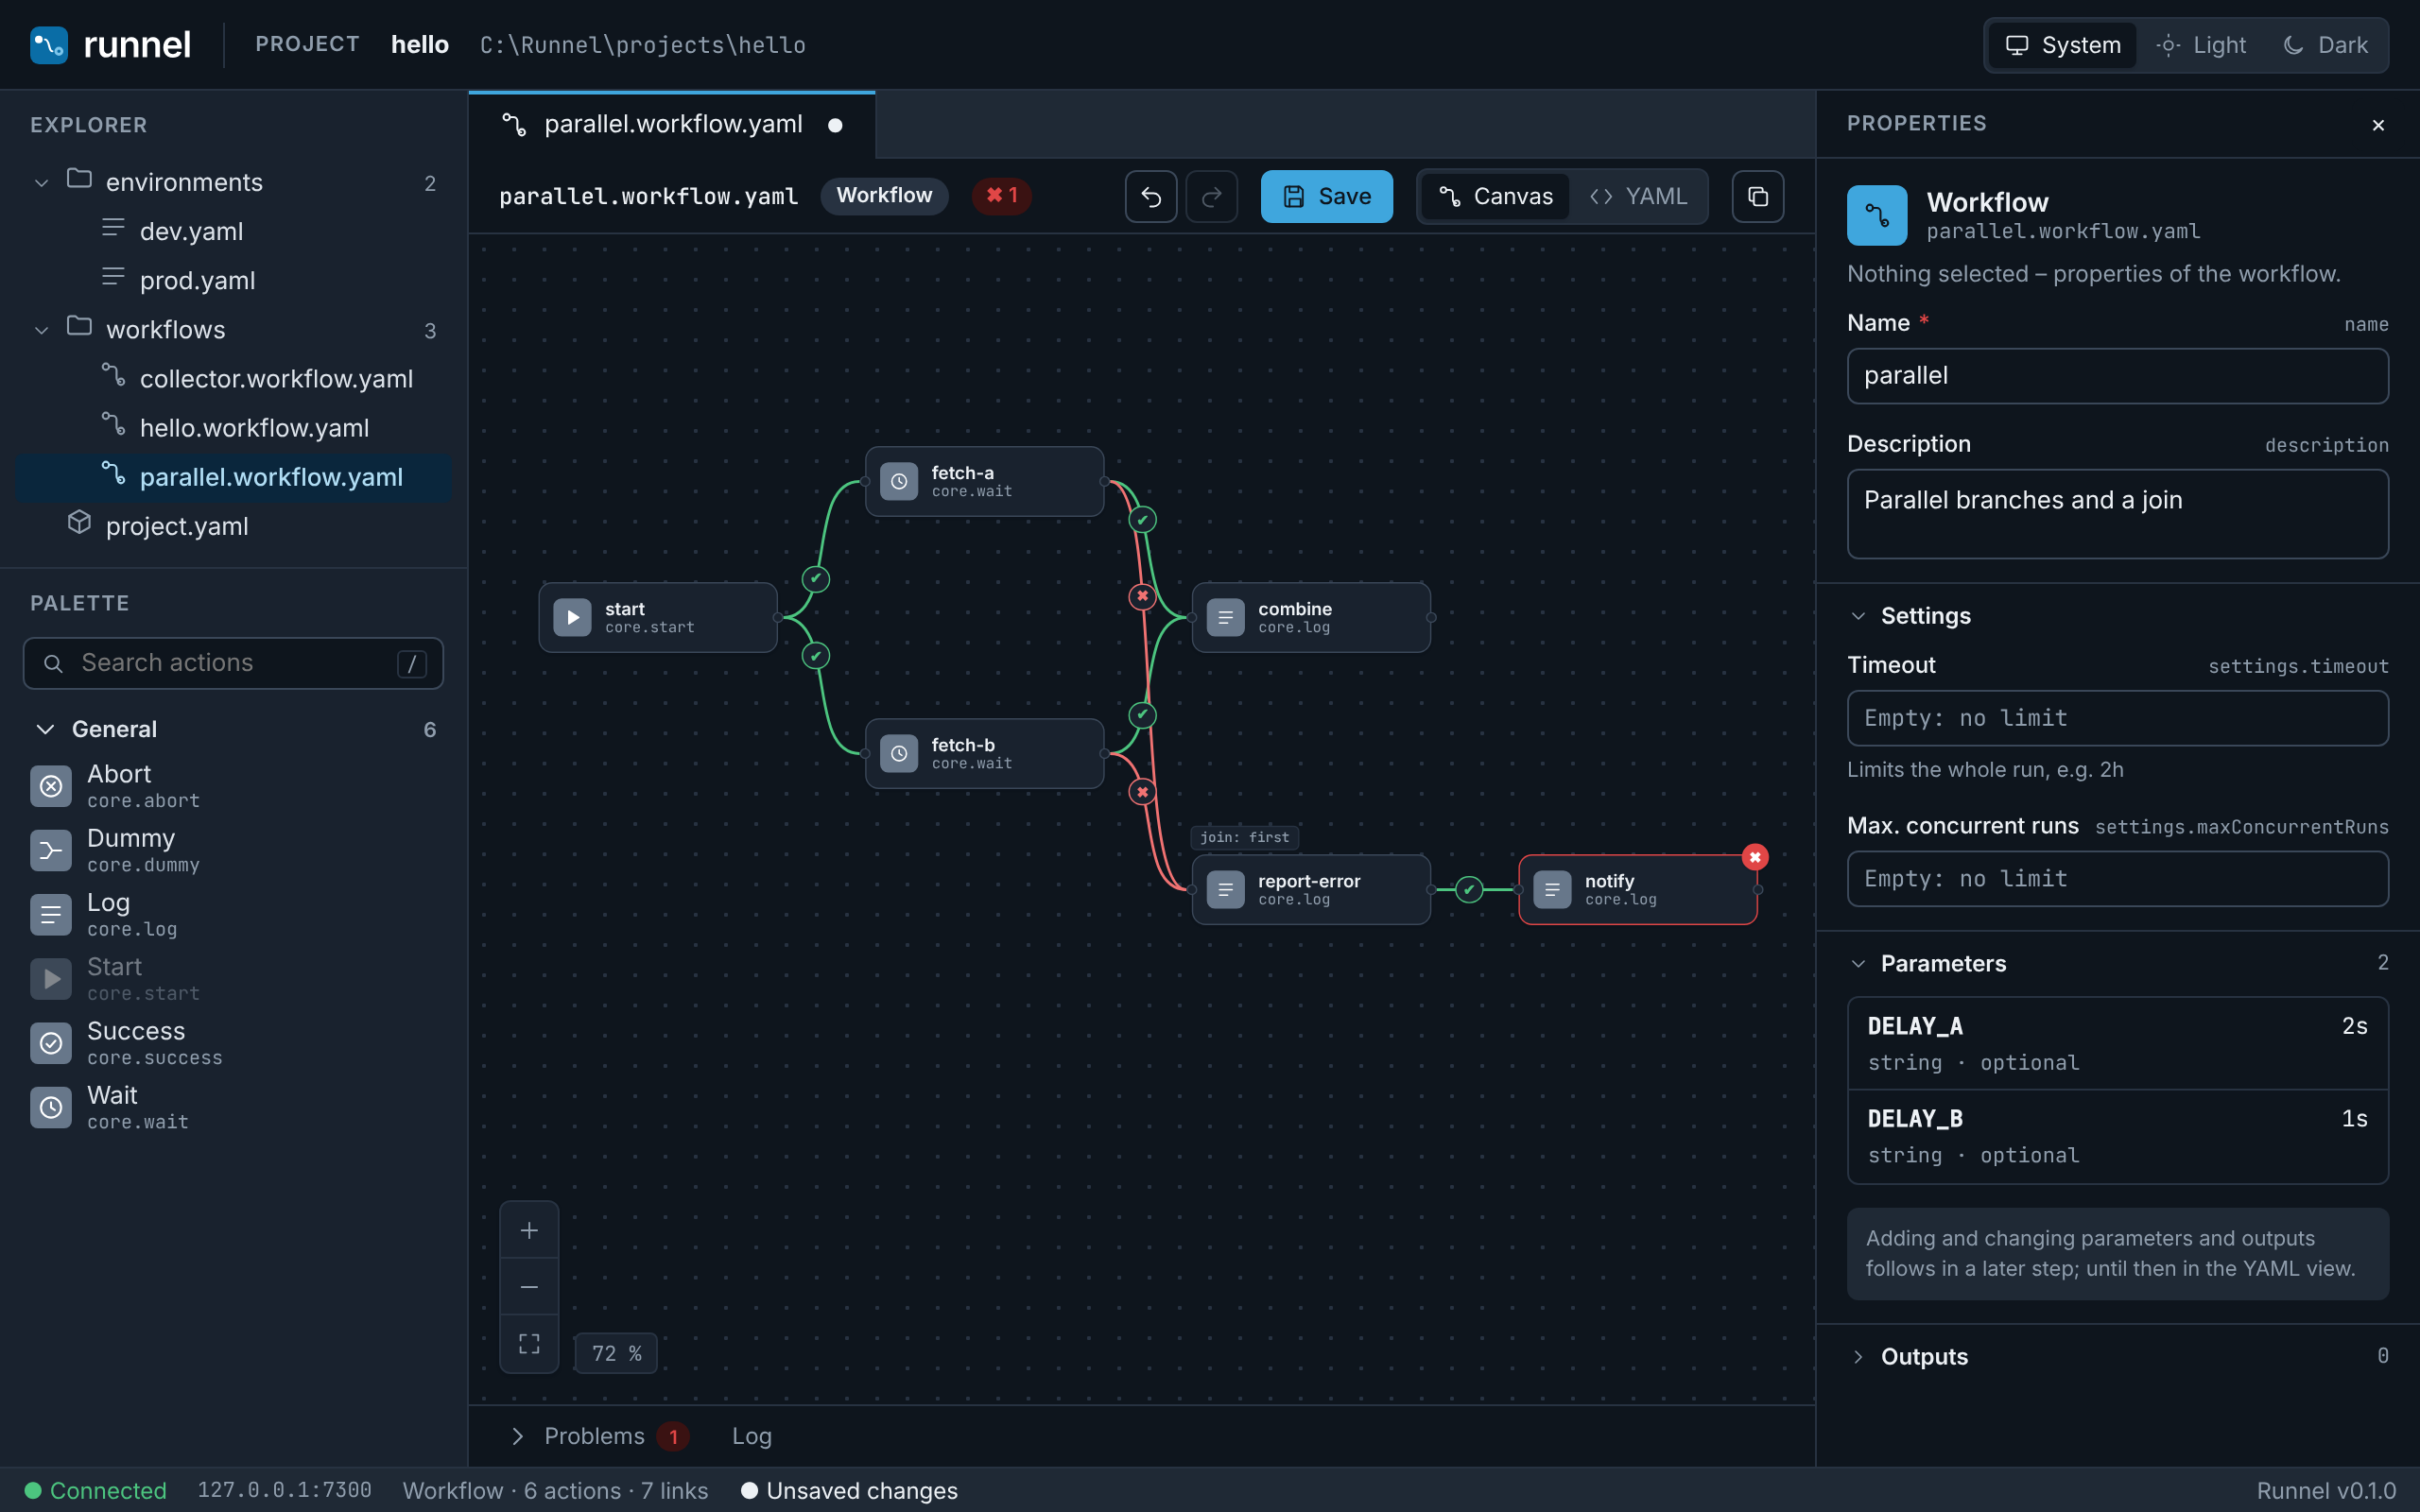 runnel
PROJECT hello C:\Runnel\projects\hello
System Light Dark
EXPLORER
environments 2
dev.yaml
prod.yaml
workflows 3
collector.workflow.yaml
hello.workflow.yaml
parallel.workflow.yaml
project.yaml
PALETTE
Search actions /
General 6
Abort
core.abort
Dummy
core.dummy
Log
core.log
Start
core.start
Success
core.success
Wait
core.wait
parallel.workflow.yaml
parallel.workflow.yaml Workflow 1 Save Canvas YAML
fetch-a
core.wait
start
core.start
combine
core.log
fetch-b
core.wait
join: first
report-error
core.log
notify
core.log
72 %
Problems 1 Log
PROPERTIES
Workflow
parallel.workflow.yaml
Nothing selected – properties of the workflow.
Name * name
parallel
Description description
Parallel branches and a join
Settings
Timeout settings.timeout
Empty: no limit
Limits the whole run, e.g. 2h
Max. concurrent runs settings.maxConcurrentRuns
Empty: no limit
Parameters 2
DELAY_A 2s
string · optional
DELAY_B 1s
string · optional
Adding and changing parameters and outputs
follows in a later step; until then in the YAML view.
Outputs 0
Connected 127.0.0.1:7300 Workflow · 6 actions · 7 links Unsaved changes Runnel v0.1.0